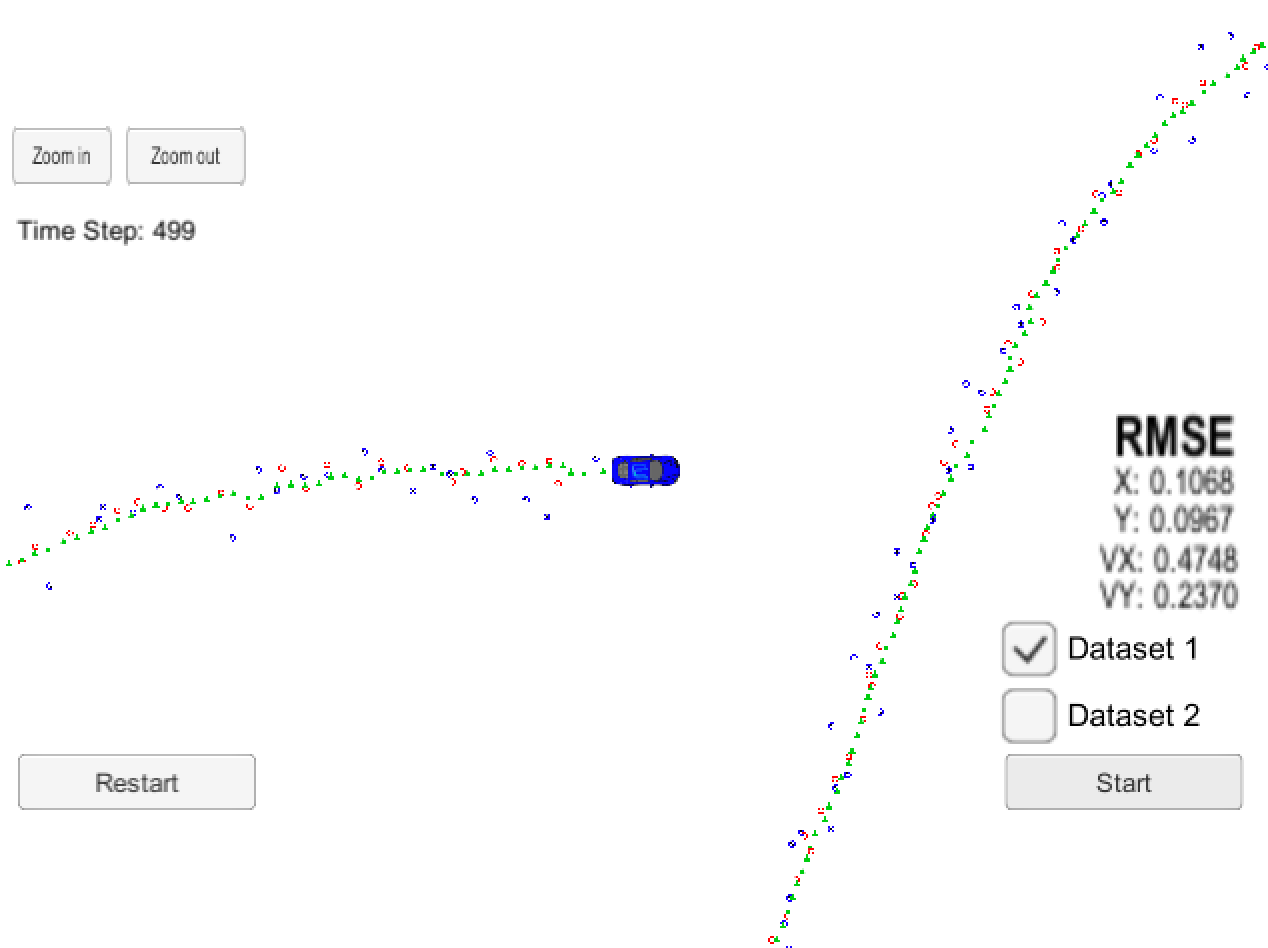 Zoom in
Zoom out
Time Step: 499
RMSE
X: 0.1068
Y: 0.0967
VX: 0.4748
VY: 0.2370
Dataset 1
Dataset 2
Restart
Start